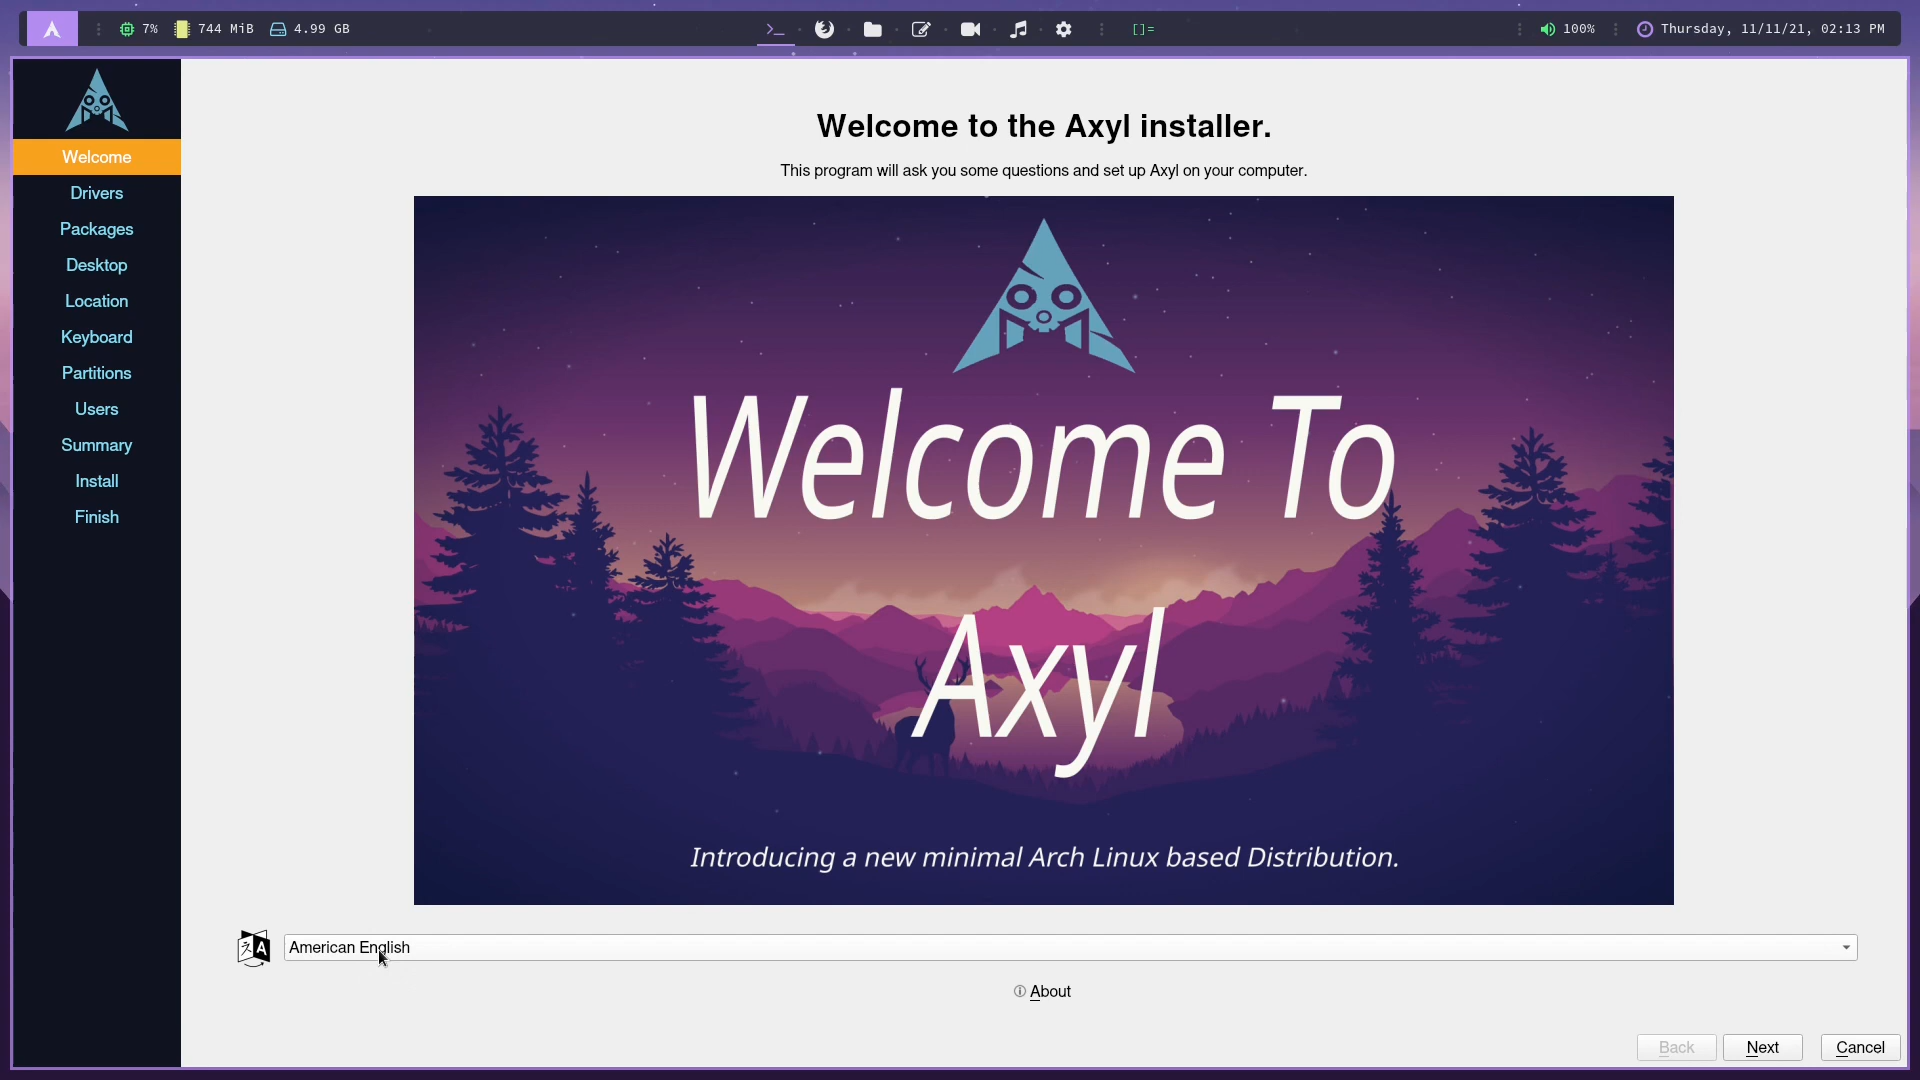 7% 744 MiB 4.99 GB >_ []= 100% Thursday, 11/11/21, 02:13 PM
Welcome
Drivers
Packages
Desktop
Location
Keyboard
Partitions
Users
Summary
Install
Finish
Welcome to the Axyl installer.
This program will ask you some questions and set up Axyl on your computer.
Welcome To
Axyl
Introducing a new minimal Arch Linux based Distribution.
American English
About
Back Next Cancel